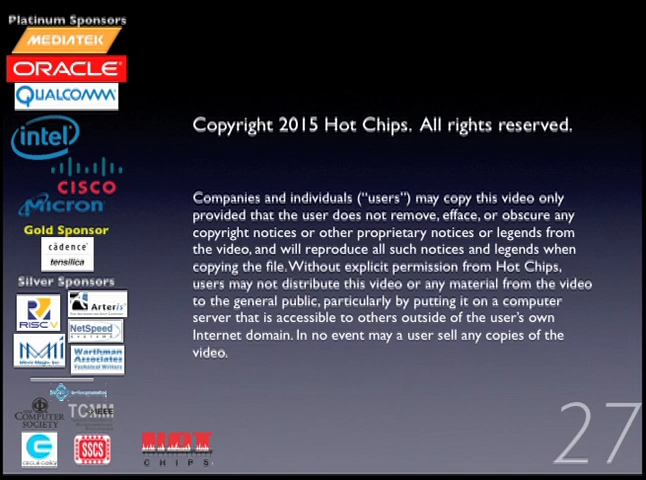 Platinum Sponsors
MEDIATEK
ORACLE
QUALCOMM
intel
CISCO
Micron
Gold Sponsor
cādence
tensilica
Silver Sponsors
RISC V
Arteris
NetSpeed
Warthman
Associates
Technical Writers
COMPUTER
SOCIETY
TCMM
IEEE
SSCS
HOT
CHIPS
Copyright 2015 Hot Chips. All rights reserved.
Companies and individuals (“users”) may copy this video only
provided that the user does not remove, efface, or obscure any
copyright notices or other proprietary notices or legends from
the video, and will reproduce all such notices and legends when
copying the file. Without explicit permission from Hot Chips,
users may not distribute this video or any material from the video
to the general public, particularly by putting it on a computer
server that is accessible to others outside of the user’s own
Internet domain. In no event may a user sell any copies of the
video.
27